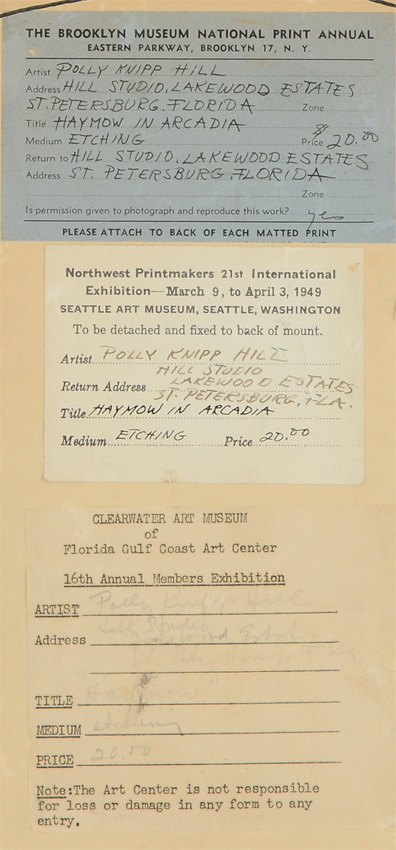 THE BROOKLYN MUSEUM NATIONAL PRINT ANNUAL
EASTERN PARKWAY, BROOKLYN 17, N. Y.
Artist POLLY KNIPP HILL
Address HILL STUDIO, LAKEWOOD ESTATES
ST. PETERSBURG, FLORIDA Zone
Title HAYMOW IN ARCADIA
Medium ETCHING Price $20.00
Return to HILL STUDIO, LAKEWOOD ESTATES
Address ST. PETERSBURG, FLORIDA
Zone
Is permission given to photograph and reproduce this work? yes
PLEASE ATTACH TO BACK OF EACH MATTED PRINT
Northwest Printmakers 21st International
Exhibition—March 9, to April 3, 1949
SEATTLE ART MUSEUM, SEATTLE, WASHINGTON
To be detached and fixed to back of mount.
Artist POLLY KNIPP HILL
HILL STUDIO
Return Address LAKEWOOD ESTATES
ST. PETERSBURG, FLA.
Title HAYMOW IN ARCADIA
Medium ETCHING Price 20.00
CLEARWATER ART MUSEUM
of
Florida Gulf Coast Art Center
16th Annual Members Exhibition
ARTIST Polly Knipp Hill
Hill Studio
Address
TITLE
MEDIUM etching
PRICE 20.00
Note: The Art Center is not responsible
for loss or damage in any form to any
entry.